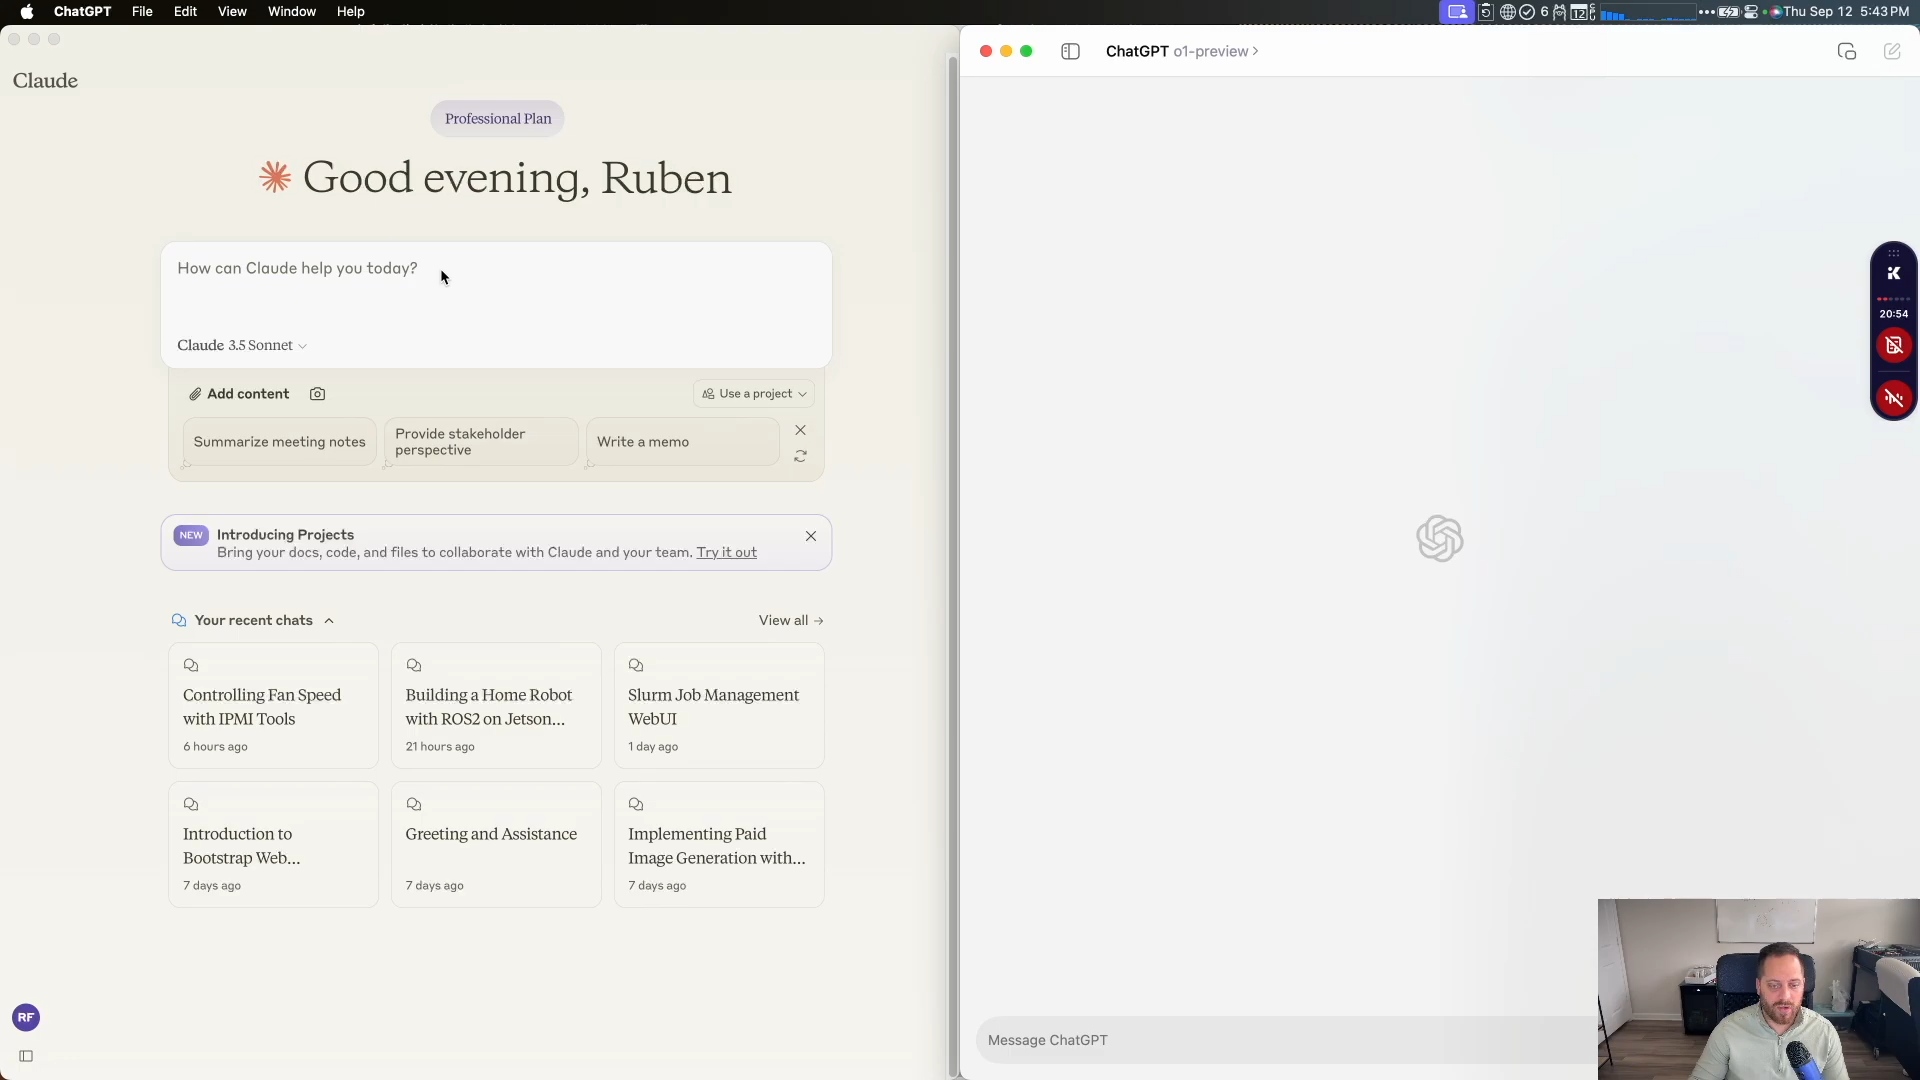 ChatGPT File Edit View Window Help
6
12
Thu Sep 12 5:43 PM
Claude
Professional Plan
Good evening, Ruben
How can Claude help you today?
Claude 3.5 Sonnet
Add content
Use a project
Summarize meeting notes
Provide stakeholder
perspective
Write a memo
NEW
Introducing Projects
Bring your docs, code, and files to collaborate with Claude and your team. Try it out
Your recent chats
View all →
Controlling Fan Speed
with IPMI Tools
6 hours ago
Building a Home Robot
with ROS2 on Jetson...
21 hours ago
Slurm Job Management
WebUI
1 day ago
Introduction to
Bootstrap Web...
7 days ago
Greeting and Assistance
7 days ago
Implementing Paid
Image Generation with...
7 days ago
RF
ChatGPT o1-preview >
20:54
Message ChatGPT